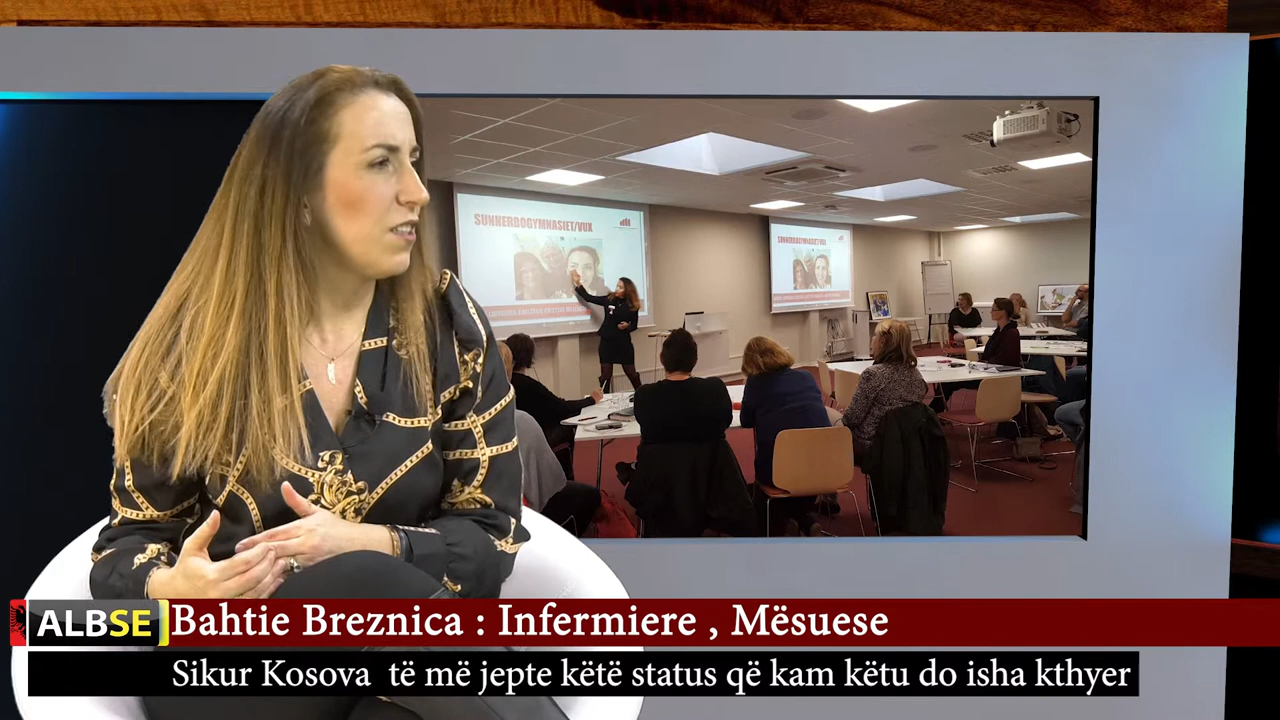 SUNNERBOGYMNASIET/VUX
SUNNERBOGYMNASIET/VUX
ALBSE
Bahtie Breznica : Infermiere , Mësuese
Sikur Kosova të më jepte këtë status që kam këtu do isha kthyer